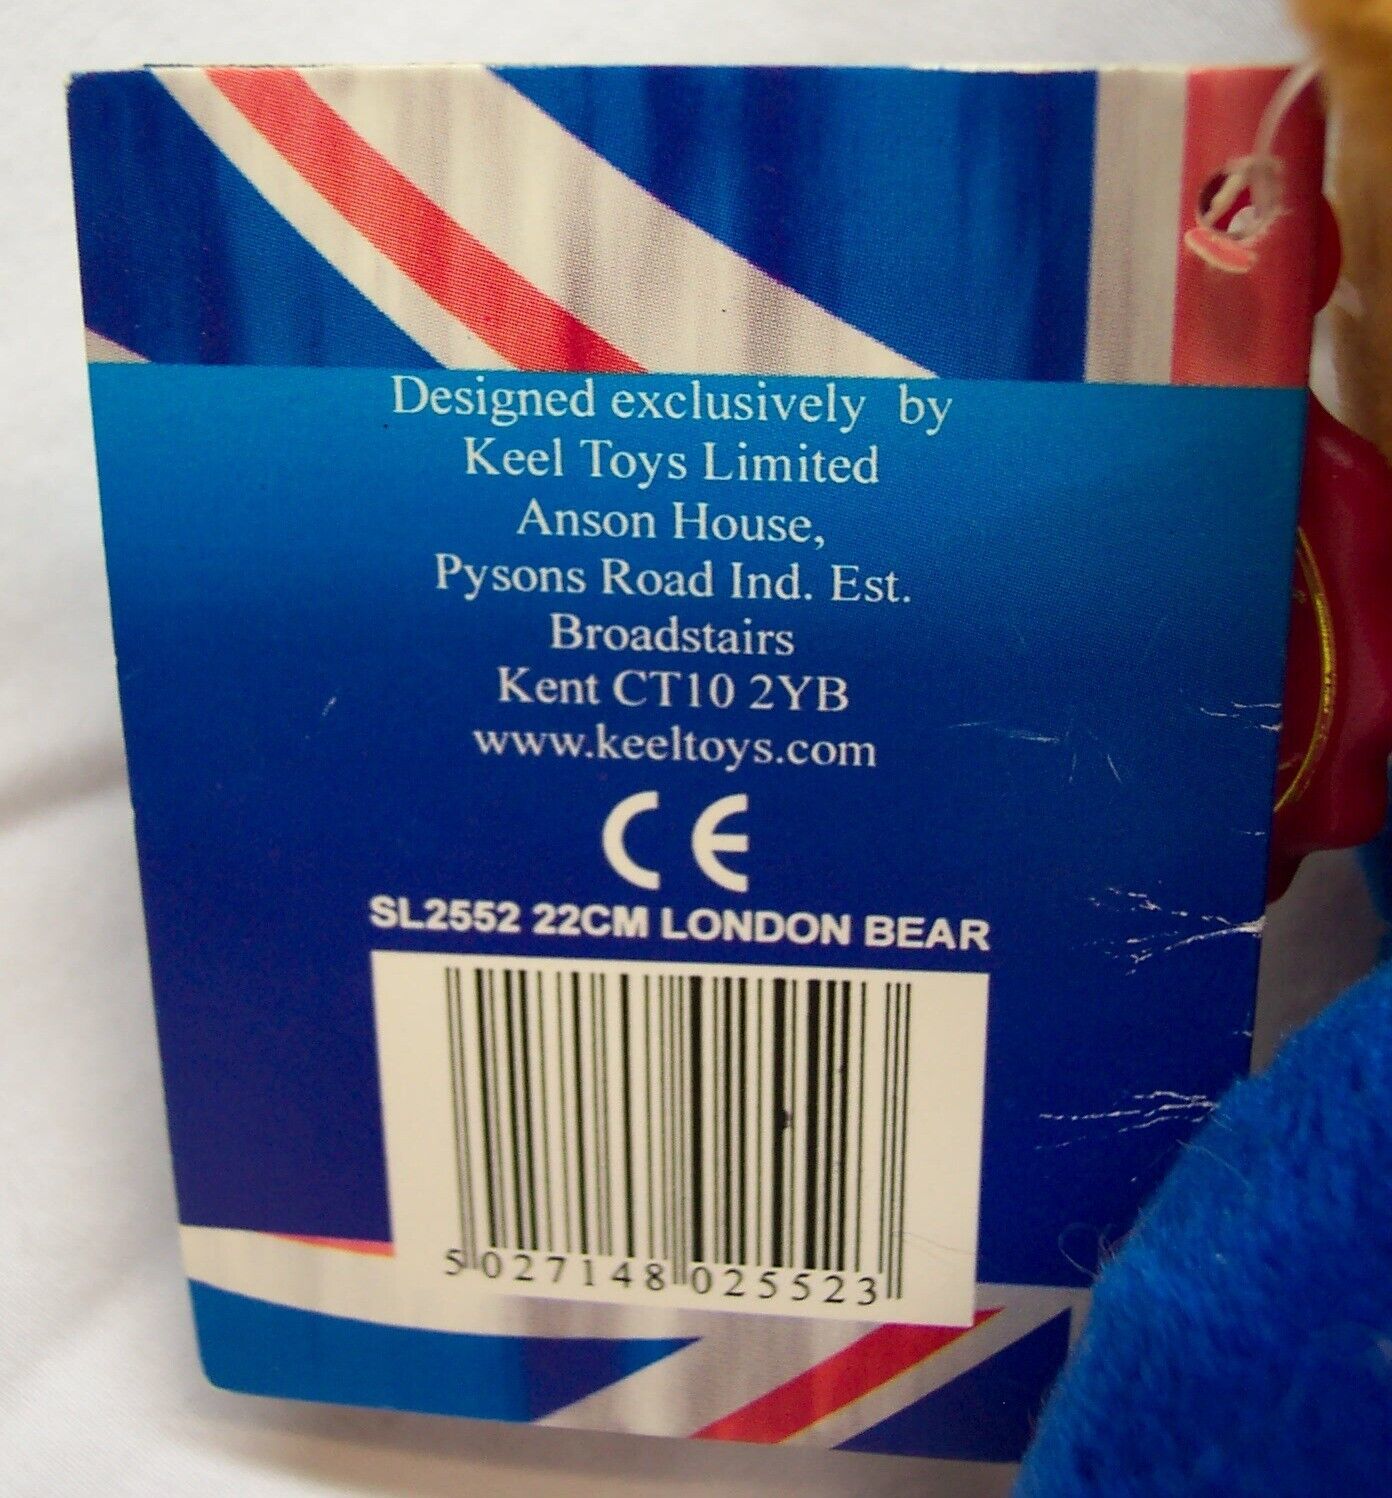 Designed exclusively by
Keel Toys Limited
Anson House,
Pysons Road Ind. Est.
Broadstairs
Kent CT10 2YB
www.keeltoys.com
CE
SL2552 22CM LONDON BEAR
5 027148 025523